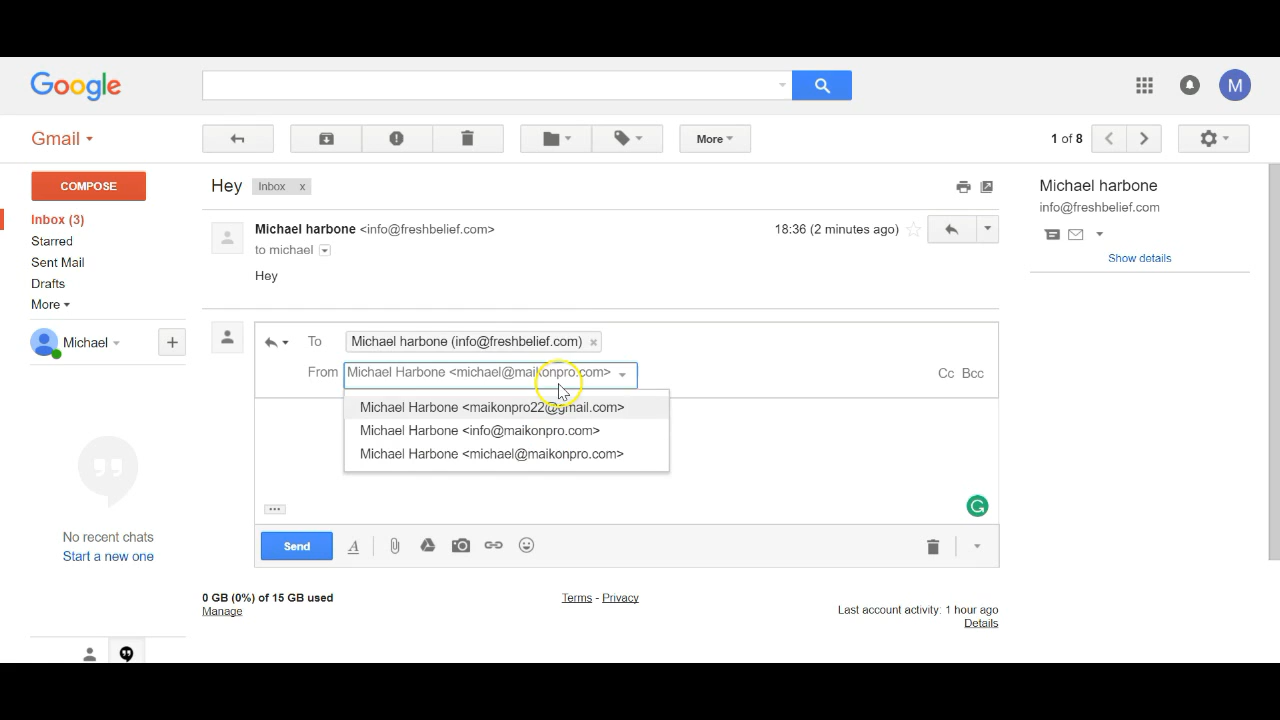 Google
M
Gmail
More
1 of 8
COMPOSE
Inbox (3)
Starred
Sent Mail
Drafts
More
Michael
+
No recent chats
Start a new one
Hey
Inbox x
Michael harbone <info@freshbelief.com>
18:36 (2 minutes ago)
to michael
Hey
To
Michael harbone (info@freshbelief.com) x
From
Michael Harbone <michael@maikonpro.com>
Cc Bcc
Michael Harbone <maikonpro22@gmail.com>
Michael Harbone <info@maikonpro.com>
Michael Harbone <michael@maikonpro.com>
...
G
Send
A
0 GB (0%) of 15 GB used
Manage
Terms - Privacy
Last account activity: 1 hour ago
Details
Michael harbone
info@freshbelief.com
Show details